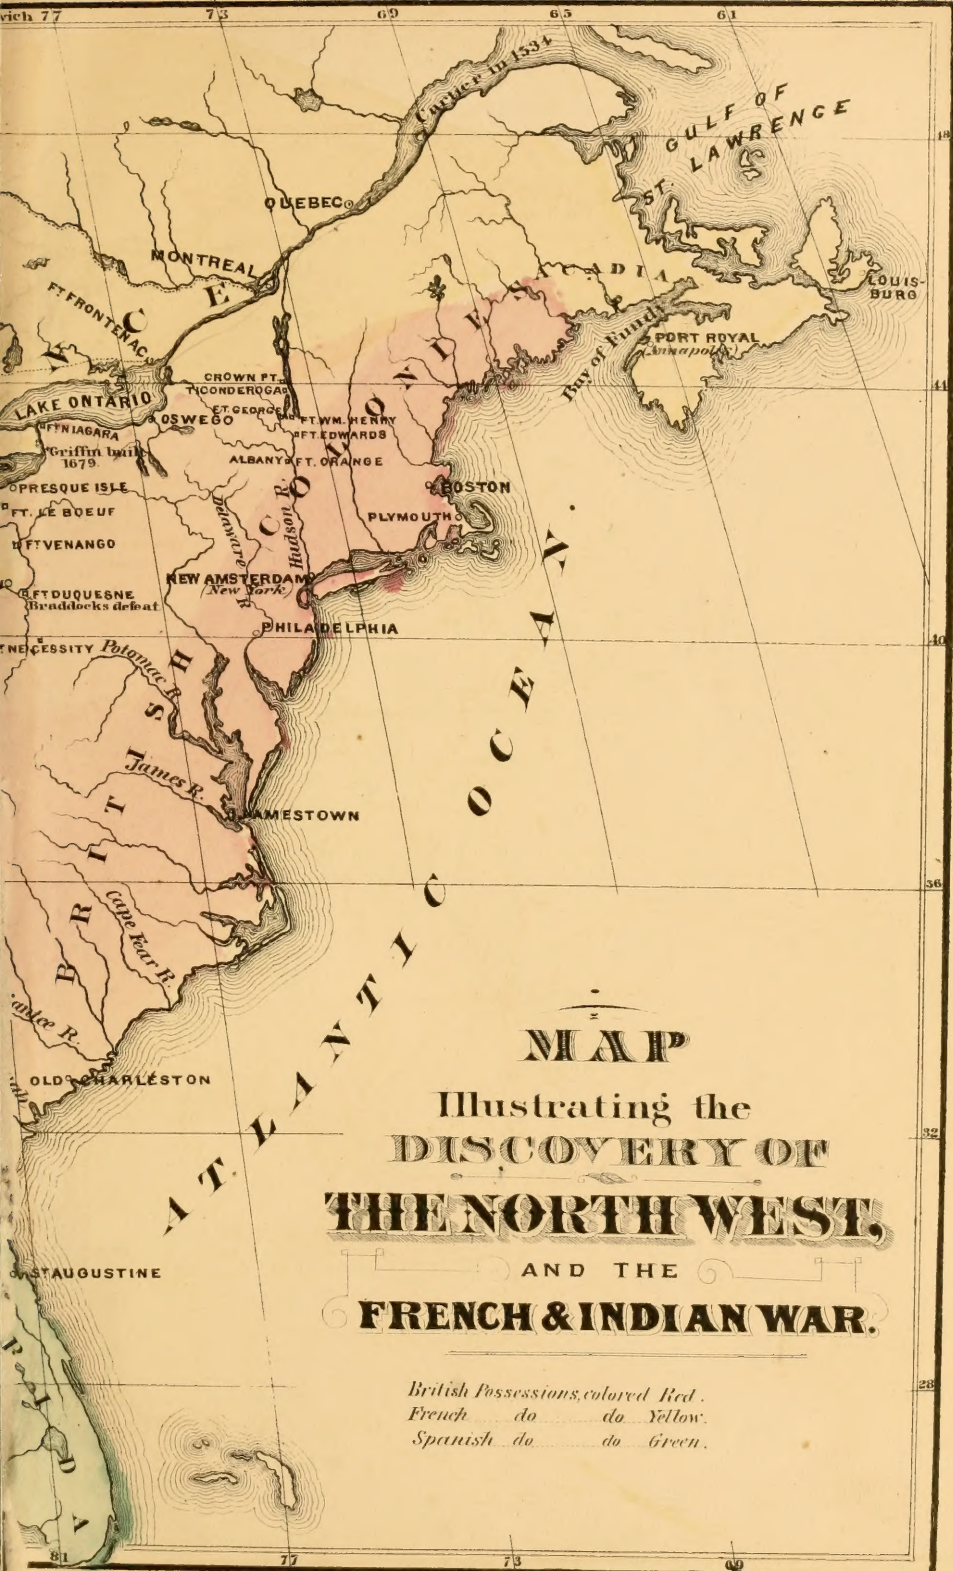 77 73 69 65 61
Cartier in 1534
GULF OF
ST. LAWRENCE
18
QUEBEC
MONTREAL
ACADIA
LOUIS-
BURG
FT FRONTENAC
Bay of Fundy
PORT ROYAL
(Annapolis)
CROWN PT.
TICONDEROGA
FT. GEORGE
44
LAKE ONTARIO
OSWEGO
FT. WM. HENRY
FT. EDWARDS
FT NIAGARA
Griffin built
1679.
ALBANY
FT. ORANGE
PRESQUE ISLE
BOSTON
FT. LE BOEUF
Delaware R.
Hudson R.
PLYMOUTH
FT VENANGO
NEW AMSTERDAM
(New York)
FT DUQUESNE
Braddocks defeat
PHILADELPHIA
40
NECESSITY
Potomac R.
James R.
JAMESTOWN
36
Cape Fear R.
BRITISH COLONIES
ATLANTIC OCEAN.
OLD CHARLESTON
32
ST AUGUSTINE
28
MAP
Illustrating the
DISCOVERY OF
THE NORTH WEST,
AND THE
FRENCH & INDIAN WAR.
British Possessions, colored Red.
French do do Yellow.
Spanish do do Green.
81 77 73 69